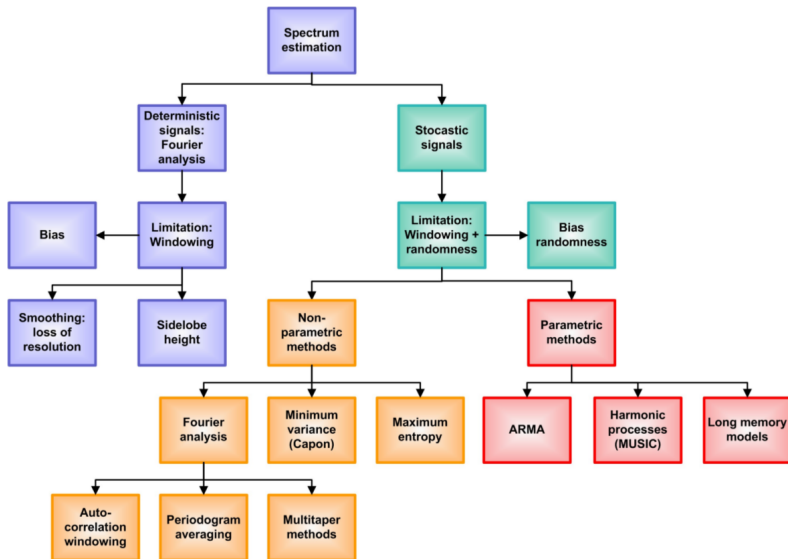 Spectrum
estimation
Deterministic
signals:
Fourier
analysis
Stocastic
signals
Bias
Limitation:
Windowing
Limitation:
Windowing +
randomness
Bias
randomness
Smoothing:
loss of
resolution
Sidelobe
height
Non-
parametric
methods
Parametric
methods
Fourier
analysis
Minimum
variance
(Capon)
Maximum
entropy
ARMA
Harmonic
processes
(MUSIC)
Long memory
models
Auto-
correlation
windowing
Periodogram
averaging
Multitaper
methods